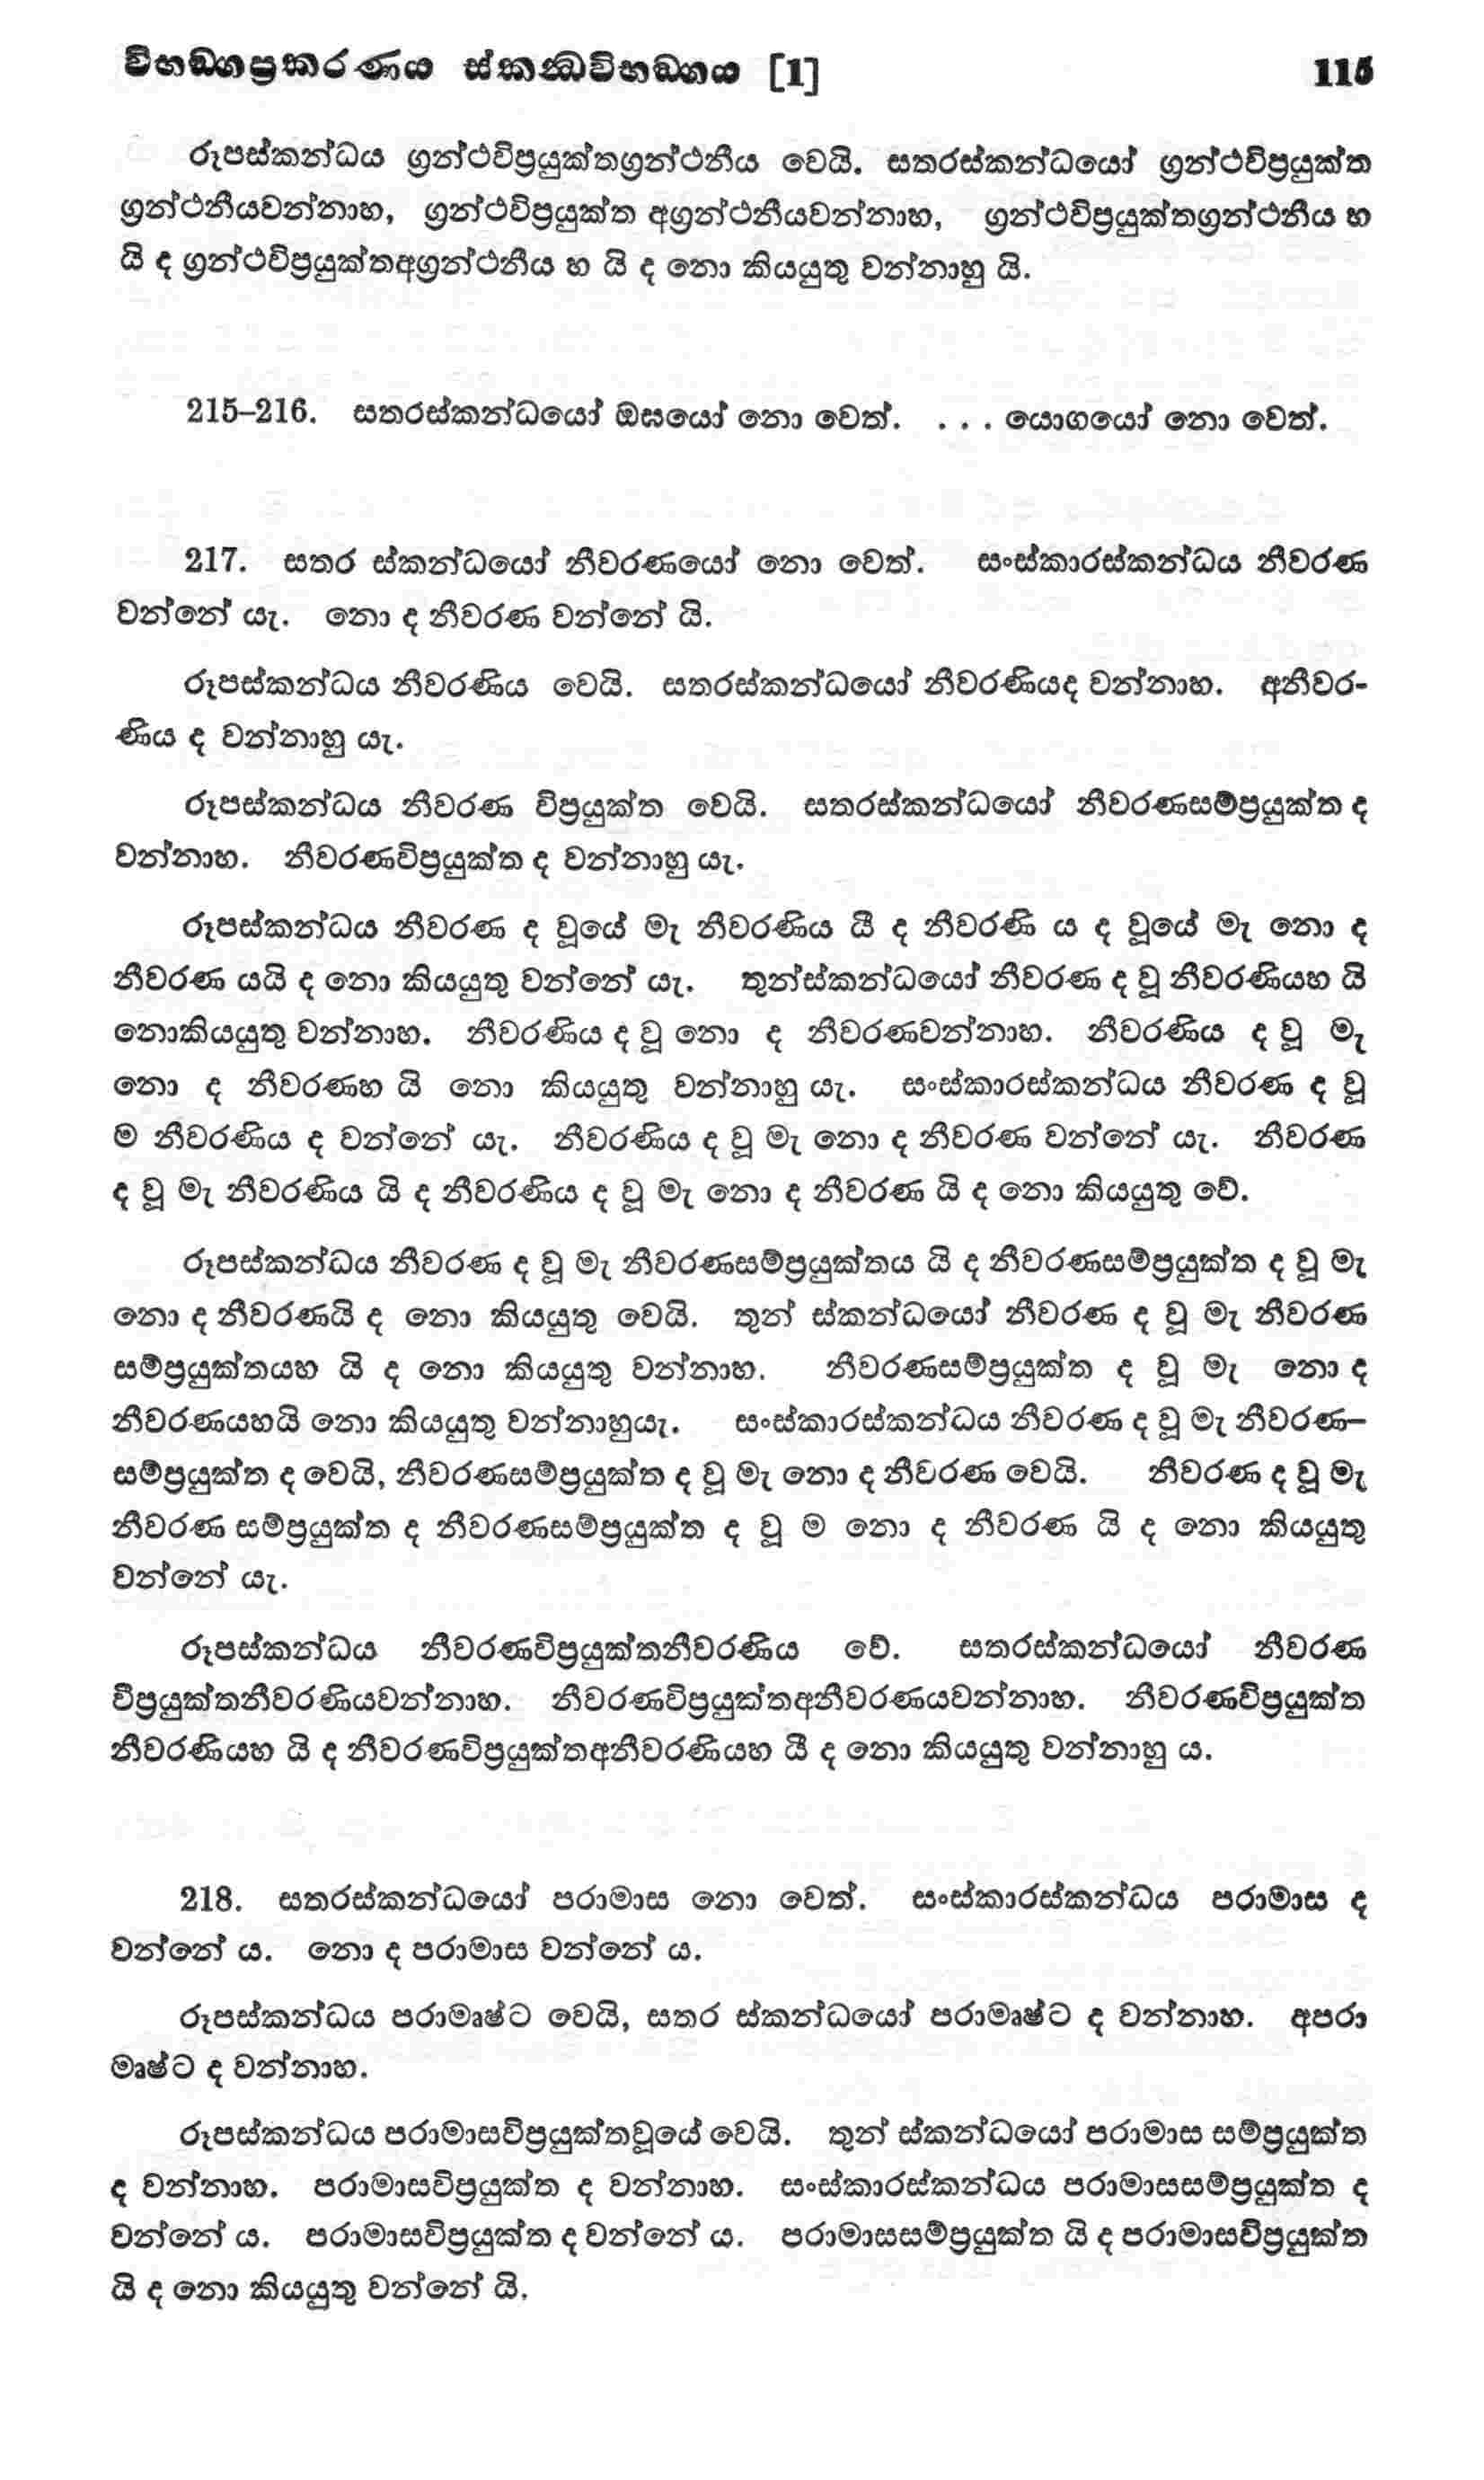 විභඞ්ගප්‍රකරණය ස්කන්‍ධවිභඞ්ගය [1] 115
රූපස්කන්ධය ග්‍රන්ථවිප්‍රයුක්තග්‍රන්ථනීය වෙයි. සතරස්කන්ධයෝ ග්‍රන්ථවිප්‍රයුක්ත
ග්‍රන්ථනීයවන්නාහ, ග්‍රන්ථවිප්‍රයුක්ත අග්‍රන්ථනීයවන්නාහ, ග්‍රන්ථවිප්‍රයුක්තග්‍රන්ථනීය හ
යි ද ග්‍රන්ථවිප්‍රයුක්තඅග්‍රන්ථනීය හ යි ද නො කියයුතු වන්නාහු යි.
215–216. සතරස්කන්ධයෝ ඔඝයෝ නො වෙත්. . . . යොගයෝ නො වෙත්.
217. සතර ස්කන්ධයෝ නීවරණයෝ නො වෙත්. සංස්කාරස්කන්ධය නීවරණ
වන්නේ යැ. නො ද නීවරණ වන්නේ යි.
රූපස්කන්ධය නීවරණිය වෙයි. සතරස්කන්ධයෝ නීවරණියද වන්නාහ. අනීවර-
ණිය ද වන්නාහු යැ.
රූපස්කන්ධය නීවරණ විප්‍රයුක්ත වෙයි. සතරස්කන්ධයෝ නීවරණසම්ප්‍රයුක්ත ද
වන්නාහ. නීවරණවිප්‍රයුක්ත ද වන්නාහු යැ.
රූපස්කන්ධය නීවරණ ද වූයේ මැ නීවරණිය යී ද නීවරණි ය ද වූයේ මැ නො ද
නීවරණ යයි ද නො කියයුතු වන්නේ යැ. තුන්ස්කන්ධයෝ නීවරණ ද වූ නීවරණියහ යි
නොකියයුතු වන්නාහ. නීවරණිය ද වූ නො ද නීවරණවන්නාහ. නීවරණිය ද වූ මැ
නො ද නීවරණහ යි නො කියයුතු වන්නාහු යැ. සංස්කාරස්කන්ධය නීවරණ ද වූ
ම නීවරණිය ද වන්නේ යැ. නීවරණිය ද වූ මැ නො ද නීවරණ වන්නේ යැ. නීවරණ
ද වූ මැ නීවරණිය යි ද නීවරණිය ද වූ මැ නො ද නීවරණ යි ද නො කියයුතු වේ.
රූපස්කන්ධය නීවරණ ද වූ මැ නීවරණසම්ප්‍රයුක්තය යි ද නීවරණසම්ප්‍රයුක්ත ද වූ මැ
නො ද නීවරණයි ද නො කියයුතු වෙයි. තුන් ස්කන්ධයෝ නීවරණ ද වූ මැ නීවරණ
සම්ප්‍රයුක්තයහ යි ද නො කියයුතු වන්නාහ. නීවරණසම්ප්‍රයුක්ත ද වූ මැ නො ද
නීවරණයහයි නො කියයුතු වන්නාහුයැ. සංස්කාරස්කන්ධය නීවරණ ද වූ මැ නීවරණ–
සම්ප්‍රයුක්ත ද වෙයි, නීවරණසම්ප්‍රයුක්ත ද වූ මැ නො ද නීවරණ වෙයි. නීවරණ ද වූ මැ
නීවරණ සම්ප්‍රයුක්ත ද නීවරණසම්ප්‍රයුක්ත ද වූ ම නො ද නීවරණ යි ද නො කියයුතු
වන්නේ යැ.
රූපස්කන්ධය නීවරණවිප්‍රයුක්තනීවරණිය වේ. සතරස්කන්ධයෝ නීවරණ
වීප්‍රයුක්තනීවරණියවන්නාහ. නීවරණවිප්‍රයුක්තඅනීවරණයවන්නාහ. නීවරණවිප්‍රයුක්ත
නීවරණියහ යි ද නීවරණවිප්‍රයුක්තඅනීවරණියහ යී ද නො කියයුතු වන්නාහු ය.
218. සතරස්කන්ධයෝ පරාමාස නො වෙත්. සංස්කාරස්කන්ධය පරාමාස ද
වන්නේ ය. නො ද පරාමාස වන්නේ ය.
රූපස්කන්ධය පරාමෘෂ්ට වෙයි, සතර ස්කන්ධයෝ පරාමෘෂ්ට ද වන්නාහ. අපරා
මෘෂ්ට ද වන්නාහ.
රූපස්කන්ධය පරාමාසවිප්‍රයුක්තවූයේ වෙයි. තුන් ස්කන්ධයෝ පරාමාස සම්ප්‍රයුක්ත
ද වන්නාහ. පරාමාසවිප්‍රයුක්ත ද වන්නාහ. සංස්කාරස්කන්ධය පරාමාසසම්ප්‍රයුක්ත ද
වන්නේ ය. පරාමාසවිප්‍රයුක්ත ද වන්නේ ය. පරාමාසසම්ප්‍රයුක්ත යි ද පරාමාසවිප්‍රයුක්ත
යි ද නො කියයුතු වන්නේ යි.